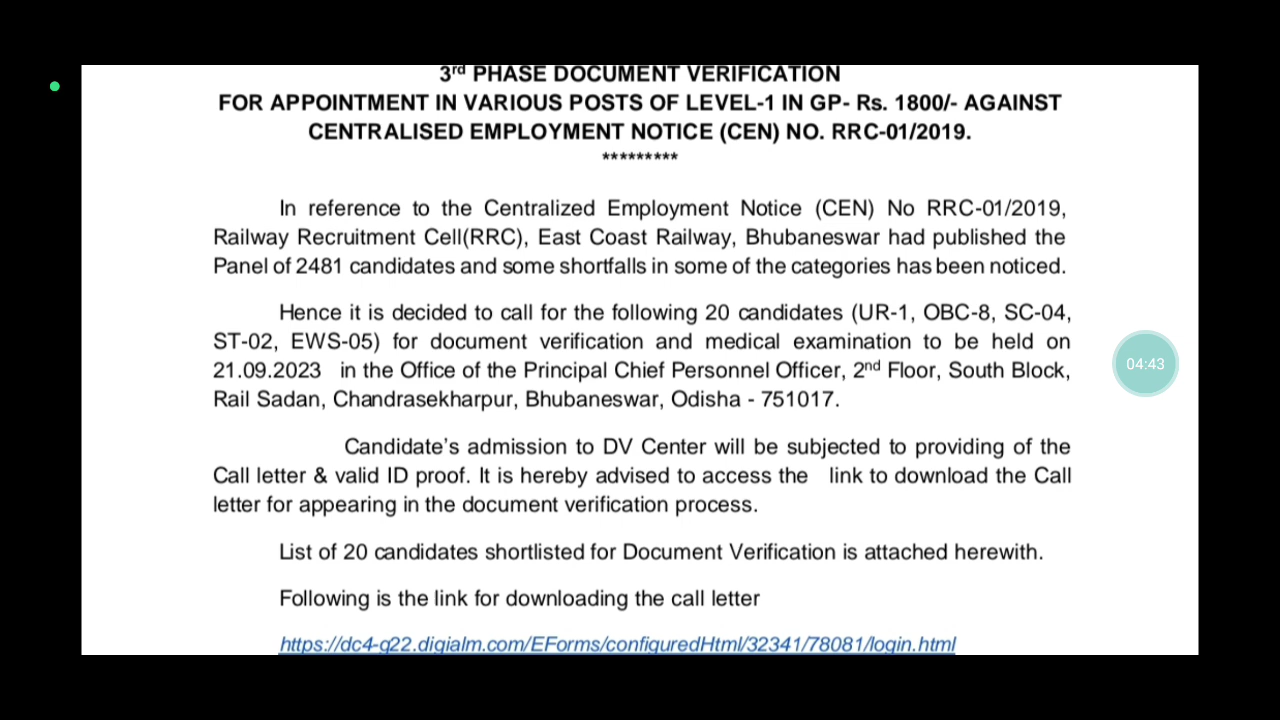 3rd PHASE DOCUMENT VERIFICATION
FOR APPOINTMENT IN VARIOUS POSTS OF LEVEL-1 IN GP- Rs. 1800/- AGAINST
CENTRALISED EMPLOYMENT NOTICE (CEN) NO. RRC-01/2019.
*********
In reference to the Centralized Employment Notice (CEN) No RRC-01/2019,
Railway Recruitment Cell(RRC), East Coast Railway, Bhubaneswar had published the
Panel of 2481 candidates and some shortfalls in some of the categories has been noticed.
Hence it is decided to call for the following 20 candidates (UR-1, OBC-8, SC-04,
ST-02, EWS-05) for document verification and medical examination to be held on
21.09.2023 in the Office of the Principal Chief Personnel Officer, 2nd Floor, South Block,
Rail Sadan, Chandrasekharpur, Bhubaneswar, Odisha - 751017.
04:43
Candidate's admission to DV Center will be subjected to providing of the
Call letter & valid ID proof. It is hereby advised to access the link to download the Call
letter for appearing in the document verification process.
List of 20 candidates shortlisted for Document Verification is attached herewith.
Following is the link for downloading the call letter
https://dc4-g22.digialm.com/EForms/configuredHtml/32341/78081/login.html